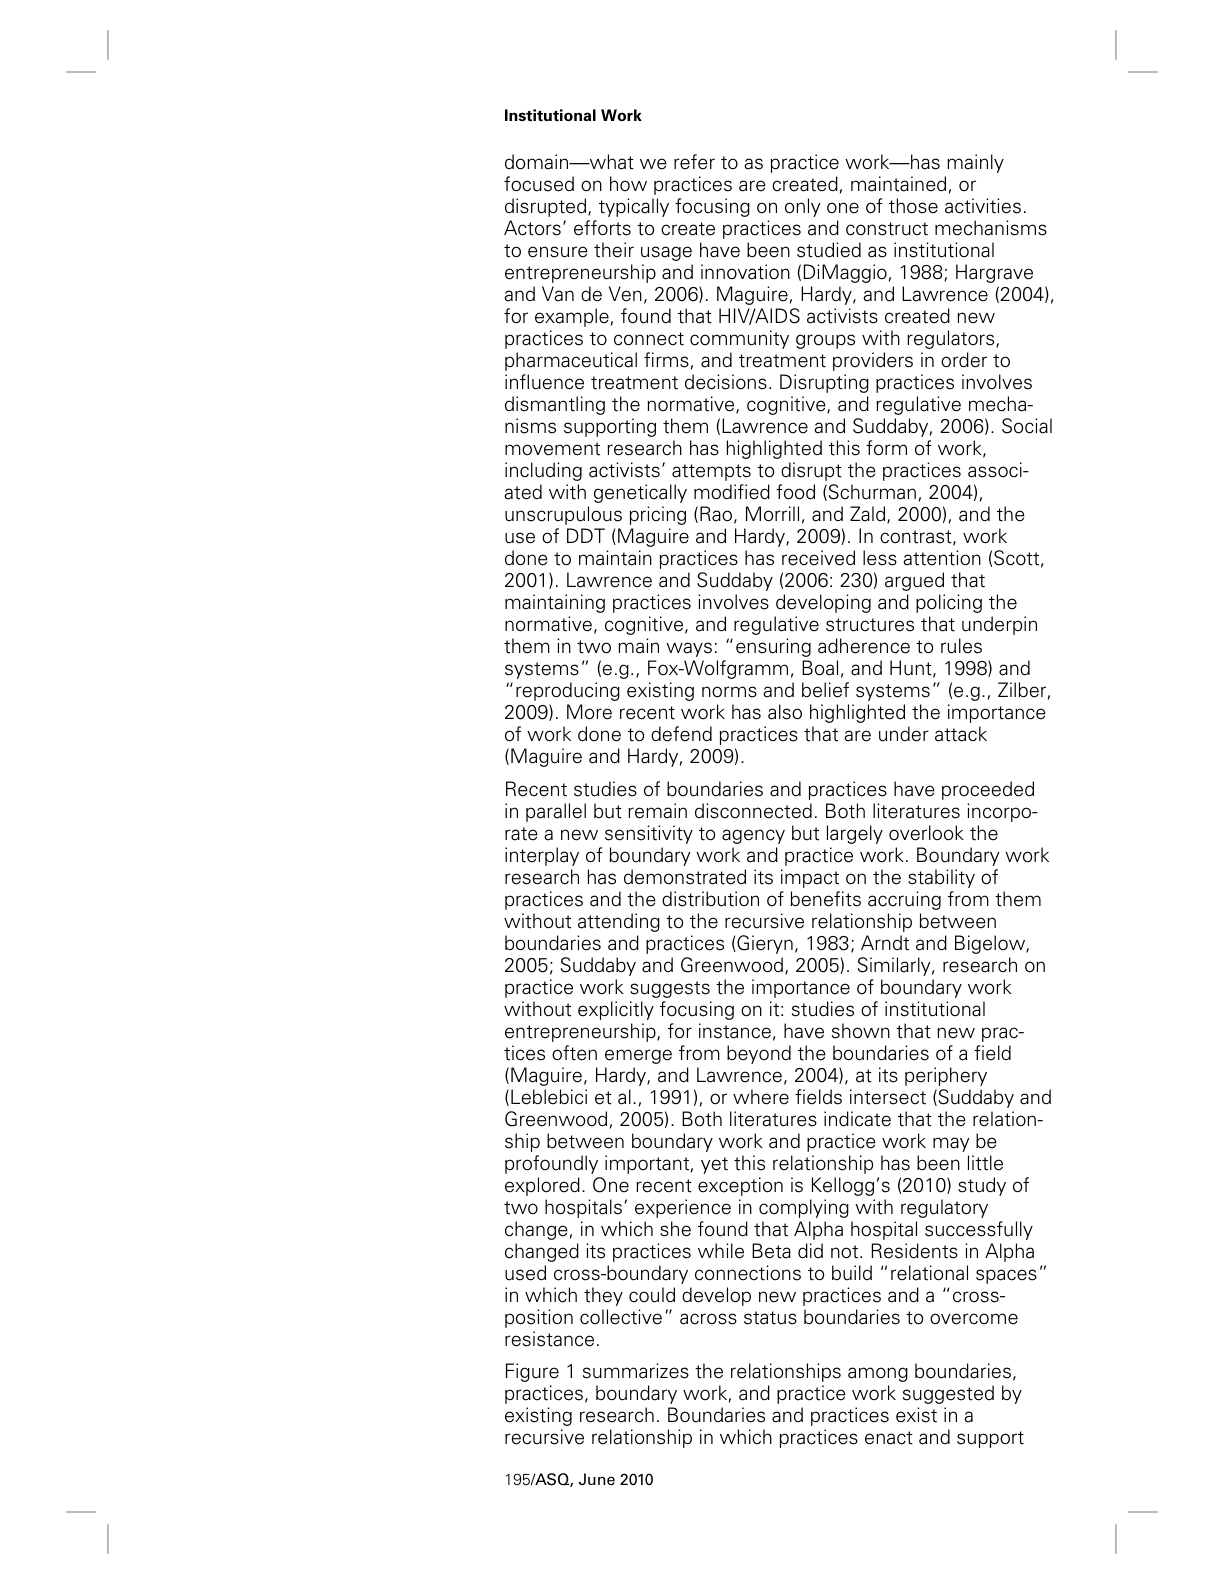 Institutional Work
domain—what we refer to as practice work—has mainly
focused on how practices are created, maintained, or
disrupted, typically focusing on only one of those activities.
Actors’ efforts to create practices and construct mechanisms
to ensure their usage have been studied as institutional
entrepreneurship and innovation (DiMaggio, 1988; Hargrave
and Van de Ven, 2006). Maguire, Hardy, and Lawrence (2004),
for example, found that HIV/AIDS activists created new
practices to connect community groups with regulators,
pharmaceutical firms, and treatment providers in order to
influence treatment decisions. Disrupting practices involves
dismantling the normative, cognitive, and regulative mecha-
nisms supporting them (Lawrence and Suddaby, 2006). Social
movement research has highlighted this form of work,
including activists’ attempts to disrupt the practices associ-
ated with genetically modified food (Schurman, 2004),
unscrupulous pricing (Rao, Morrill, and Zald, 2000), and the
use of DDT (Maguire and Hardy, 2009). In contrast, work
done to maintain practices has received less attention (Scott,
2001). Lawrence and Suddaby (2006: 230) argued that
maintaining practices involves developing and policing the
normative, cognitive, and regulative structures that underpin
them in two main ways: “ensuring adherence to rules
systems” (e.g., Fox-Wolfgramm, Boal, and Hunt, 1998) and
“reproducing existing norms and belief systems” (e.g., Zilber,
2009). More recent work has also highlighted the importance
of work done to defend practices that are under attack
(Maguire and Hardy, 2009).
Recent studies of boundaries and practices have proceeded
in parallel but remain disconnected. Both literatures incorpo-
rate a new sensitivity to agency but largely overlook the
interplay of boundary work and practice work. Boundary work
research has demonstrated its impact on the stability of
practices and the distribution of benefits accruing from them
without attending to the recursive relationship between
boundaries and practices (Gieryn, 1983; Arndt and Bigelow,
2005; Suddaby and Greenwood, 2005). Similarly, research on
practice work suggests the importance of boundary work
without explicitly focusing on it: studies of institutional
entrepreneurship, for instance, have shown that new prac-
tices often emerge from beyond the boundaries of a field
(Maguire, Hardy, and Lawrence, 2004), at its periphery
(Leblebici et al., 1991), or where fields intersect (Suddaby and
Greenwood, 2005). Both literatures indicate that the relation-
ship between boundary work and practice work may be
profoundly important, yet this relationship has been little
explored. One recent exception is Kellogg’s (2010) study of
two hospitals’ experience in complying with regulatory
change, in which she found that Alpha hospital successfully
changed its practices while Beta did not. Residents in Alpha
used cross-boundary connections to build “relational spaces”
in which they could develop new practices and a “cross-
position collective” across status boundaries to overcome
resistance.
Figure 1 summarizes the relationships among boundaries,
practices, boundary work, and practice work suggested by
existing research. Boundaries and practices exist in a
recursive relationship in which practices enact and support
195/ASQ, June 2010